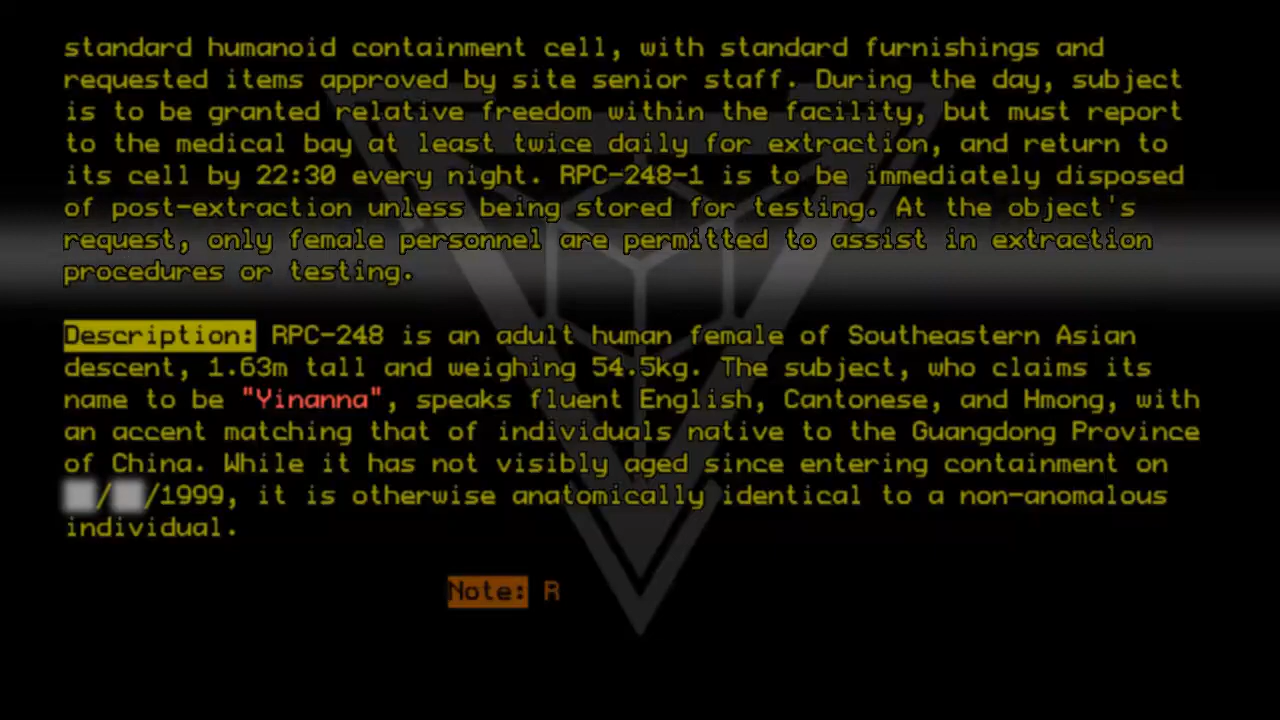 standard humanoid containment cell, with standard furnishings and
requested items approved by site senior staff. During the day, subject
is to be granted relative freedom within the facility, but must report
to the medical bay at least twice daily for extraction, and return to
its cell by 22:30 every night. RPC-248-1 is to be immediately disposed
of post-extraction unless being stored for testing. At the object's
request, only female personnel are permitted to assist in extraction
procedures or testing.
Description: RPC-248 is an adult human female of Southeastern Asian
descent, 1.63m tall and weighing 54.5kg. The subject, who claims its
name to be "Yinanna", speaks fluent English, Cantonese, and Hmong, with
an accent matching that of individuals native to the Guangdong Province
of China. While it has not visibly aged since entering containment on
██/██/1999, it is otherwise anatomically identical to a non-anomalous
individual.
Note: R